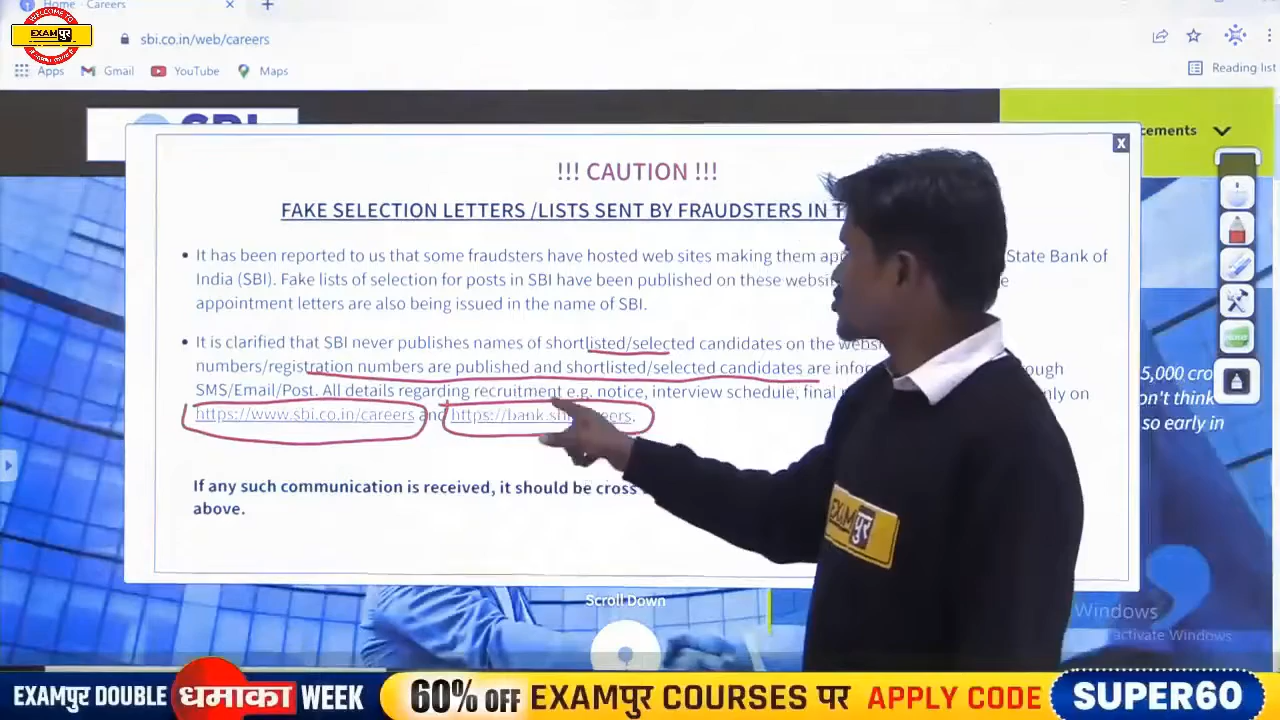 Home - Careers
WELCOME TO
EXAMপুর
sbi.co.in/web/careers
Apps
Gmail
YouTube
Maps
Reading list
SBI
cements
X
!!! CAUTION !!!
FAKE SELECTION LETTERS /LISTS SENT BY FRAUDSTERS IN T
It has been reported to us that some fraudsters have hosted web sites making them State Bank of
India (SBI). Fake lists of selection for posts in SBI have been published on these
appointment letters are also being issued in the name of SBI.
It is clarified that SBI never publishes names of shortlisted/selected candidates on the
numbers/registration numbers are published and shortlisted/selected candidates are
SMS/Email/Post. All details regarding recruitment e.g. notice, interview schedule, final on
https://www.sbi.co.in/careers and https://bank.sbi
If any such communication is received, it should be cross
above.
5,000 cro
on't think
so early in
Scroll Down
Windows
activate Windows
EXAMपुर
EXAMपुर DOUBLE धमाका WEEK
60% OFF EXAMपुर COURSES पर APPLY CODE SUPER60